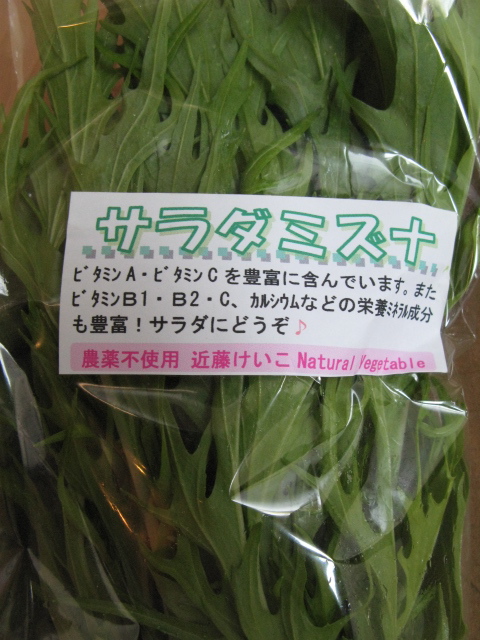 サラダミズナ
ビタミンA・ビタミンCを豊富に含んでいます。また
ビタミンB1・B2・C、カルシウムなどの栄養ミネラル成分
も豊富！サラダにどうぞ♪
農薬不使用 近藤けいこ Natural Vegetable